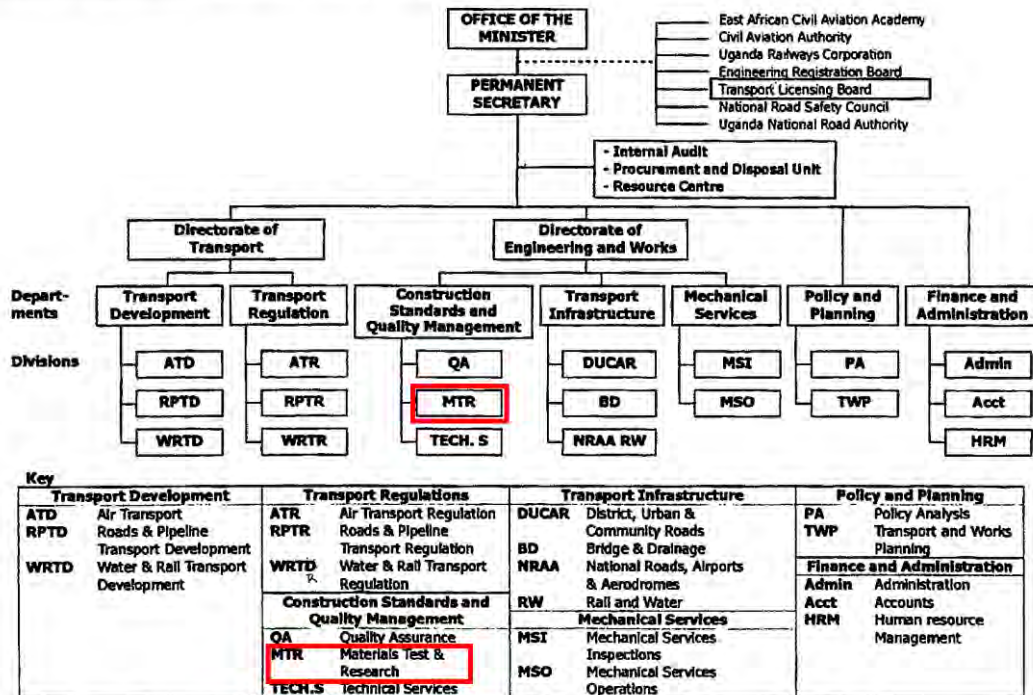 OFFICE OF THE
MINISTER
PERMANENT
SECRETARY
East African Civil Aviation Academy
Civil Aviation Authority
Uganda Railways Corporation
Engineering Registration Board
Transport Licensing Board
National Road Safety Council
Uganda National Road Authority
- Internal Audit
- Procurement and Disposal Unit
- Resource Centre
Directorate of
Transport
Directorate of
Engineering and Works
Depart-
ments
Transport
Development
Transport
Regulation
Construction
Standards and
Quality Management
Transport
Infrastructure
Mechanical
Services
Policy and
Planning
Finance and
Administration
Divisions
ATD
ATR
QA
DUCAR
MSI
PA
Admin
RPTD
RPTR
MTR
BD
MSO
TWP
Acct
WRTD
WRTR
TECH. S
NRAA RW
HRM
Key
Transport Development
ATD Air Transport
RPTD Roads & Pipeline
Transport Development
WRTD Water & Rail Transport
Development
Transport Regulations
ATR Air Transport Regulation
RPTR Roads & Pipeline
Transport Regulation
WRTD Water & Rail Transport
R Regulation
Construction Standards and
Quality Management
QA Quality Assurance
MTR Materials Test &
Research
TECH.S Technical Services
Transport Infrastructure
DUCAR District, Urban &
Community Roads
BD Bridge & Drainage
NRAA National Roads, Airports
& Aerodromes
RW Rail and Water
Mechanical Services
MSI Mechanical Services
Inspections
MSO Mechanical Services
Operations
Policy and Planning
PA Policy Analysis
TWP Transport and Works
Planning
Finance and Administration
Admin Administration
Acct Accounts
HRM Human resource
Management